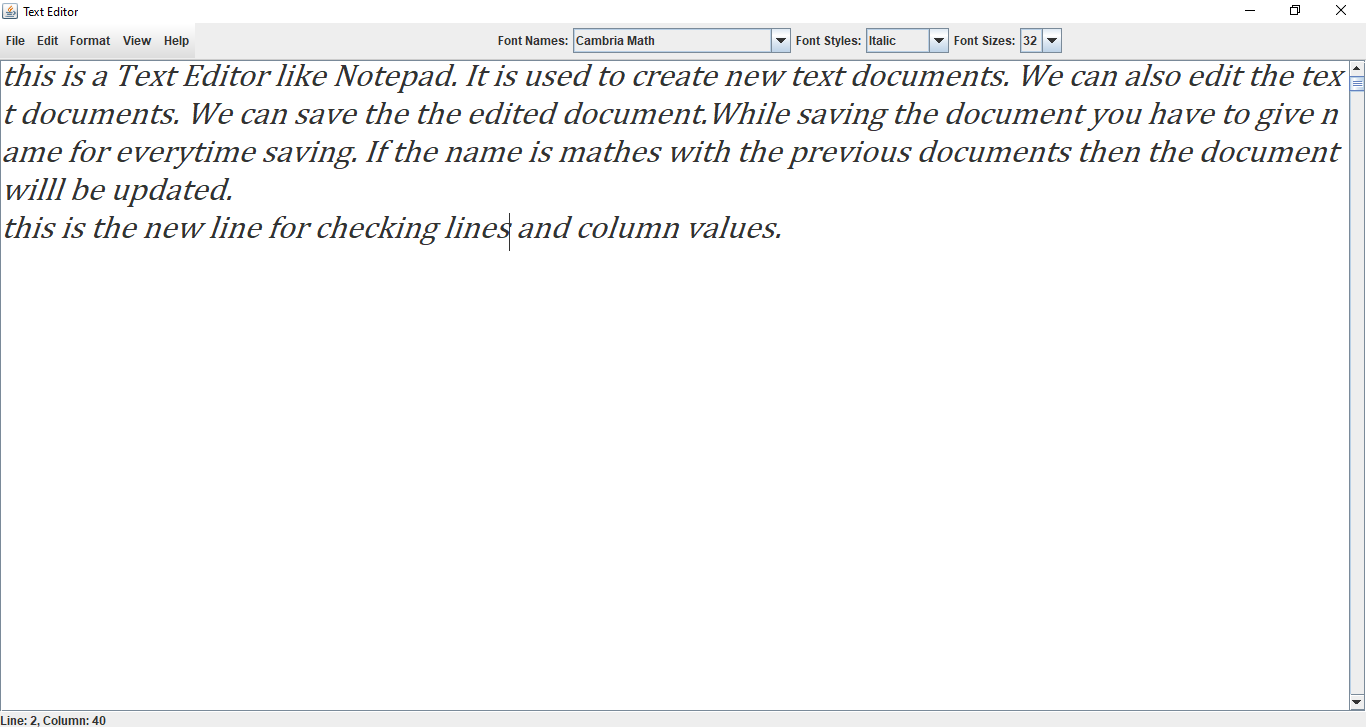 Text Editor
File Edit Format View Help Font Names: Cambria Math Font Styles: Italic Font Sizes: 32
this is a Text Editor like Notepad. It is used to create new text documents. We can also edit the tex
t documents. We can save the the edited document.While saving the document you have to give n
ame for everytime saving. If the name is mathes with the previous documents then the document
willl be updated.
this is the new line for checking lines and column values.
Line: 2, Column: 40